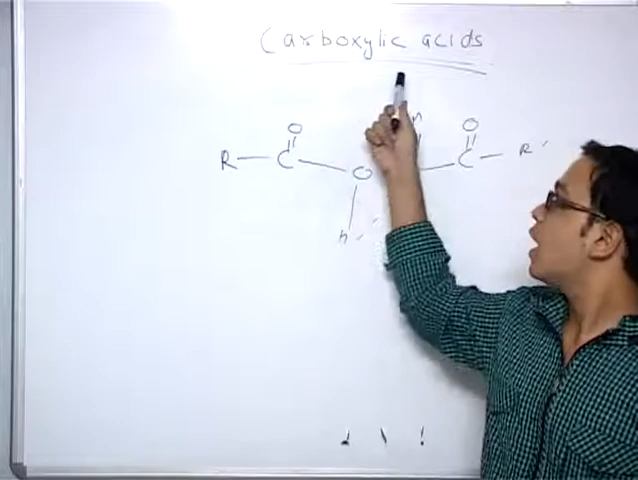 Carboxylic acids
O
O
R — C — O
C — R'
H